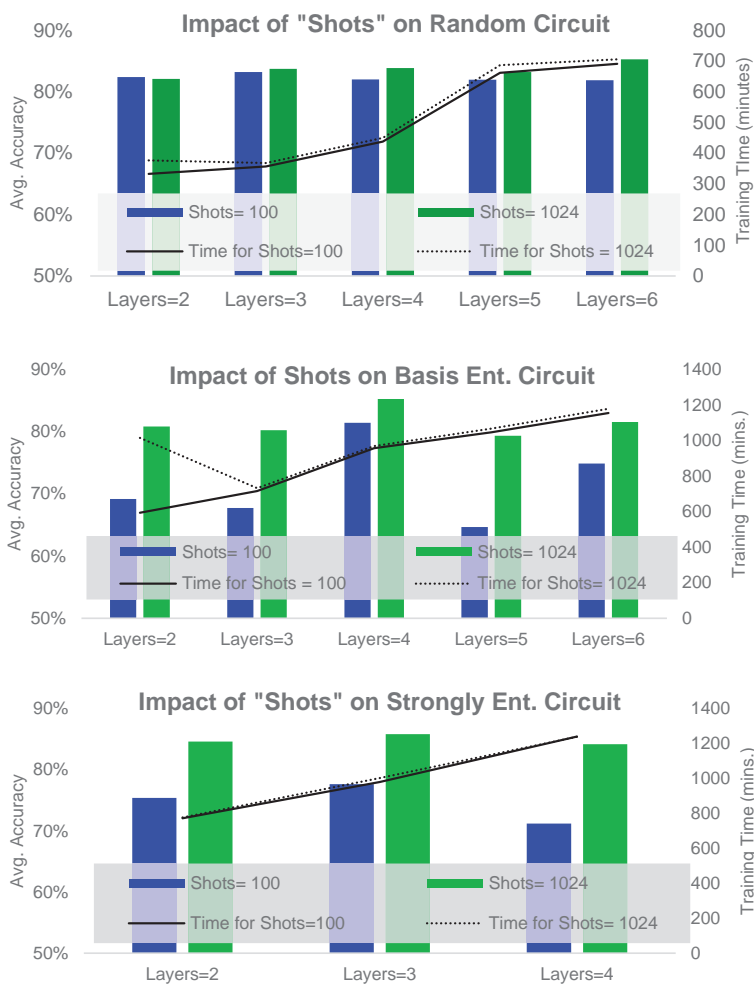 Impact of "Shots" on Random Circuit
90%
80%
70%
60%
50%
Avg. Accuracy
800
700
600
500
400
300
200
100
0
Training TIme (minutes)
Shots= 100
Shots= 1024
Time for Shots=100
Time for Shots = 1024
Layers=2
Layers=3
Layers=4
Layers=5
Layers=6
Impact of Shots on Basis Ent. Circuit
90%
80%
70%
60%
50%
Avg. Accuracy
1400
1200
1000
800
600
400
200
0
Training Time (mins.)
Shots= 100
Shots= 1024
Time for Shots = 100
Time for Shots= 1024
Layers=2
Layers=3
Layers=4
Layers=5
Layers=6
Impact of "Shots" on Strongly Ent. Circuit
90%
80%
70%
60%
50%
Avg. Accuracy
1400
1200
1000
800
600
400
200
0
Training Time (mins.)
Shots= 100
Shots= 1024
Time for Shots=100
Time for Shots= 1024
Layers=2
Layers=3
Layers=4